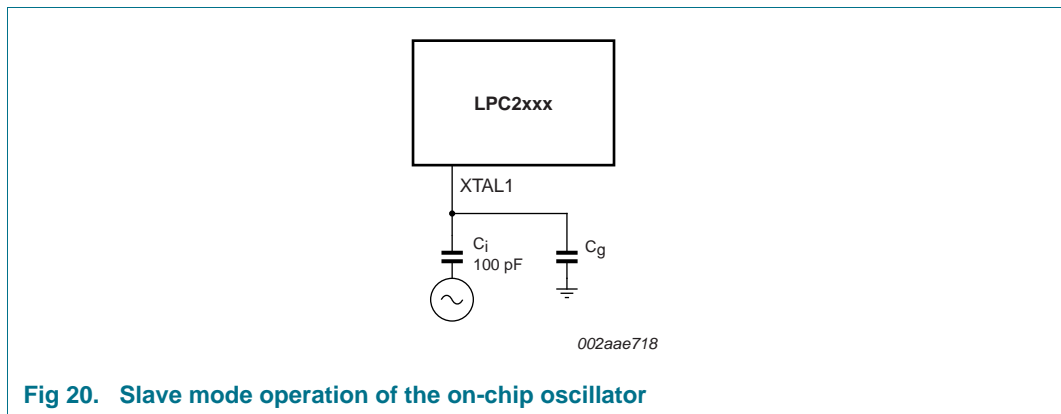 LPC2xxx
XTAL1
Ci
100 pF
Cg
002aae718
Fig 20. Slave mode operation of the on-chip oscillator